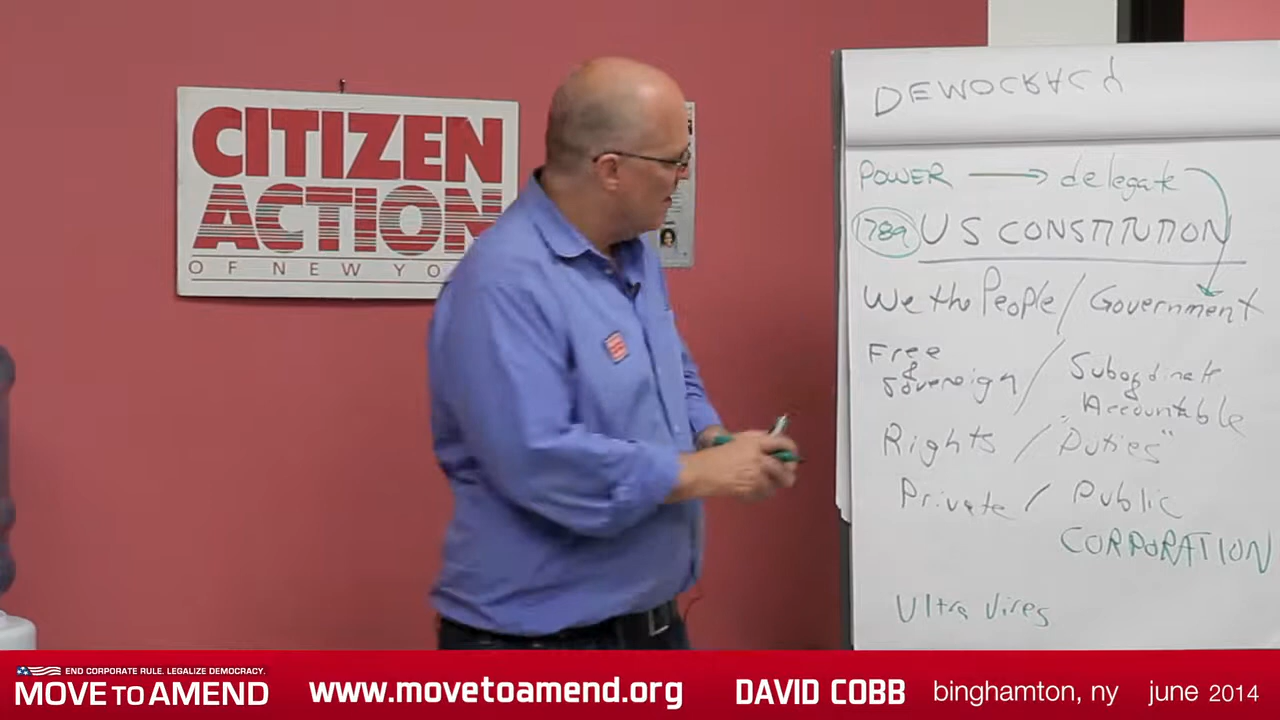 CITIZEN
ACTION
OF NEW YO
DEMOCRACY
POWER → delegate
1789 US CONSTITUTION
We the People / Government
Free & Sovereign / Subordinate Accountable
Rights / "Duties"
Private / Public
CORPORATION
Ultra Vires
END CORPORATE RULE. LEGALIZE DEMOCRACY.
MOVE TO AMEND
www.movetoamend.org
DAVID COBB
binghamton, ny
june 2014